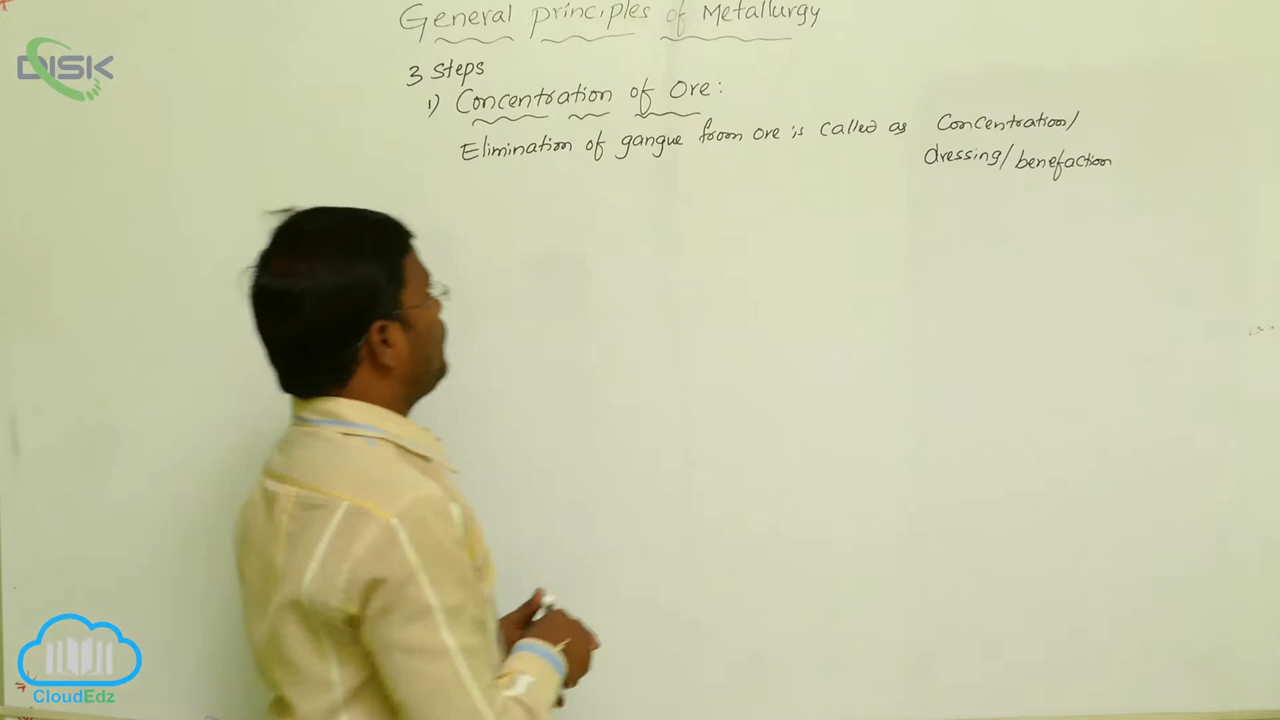 General principles of Metallurgy
3 steps
1) Concentration of Ore:
Elimination of gangue from ore is called as Concentration/
dressing/benefaction
DISK
CloudEdz